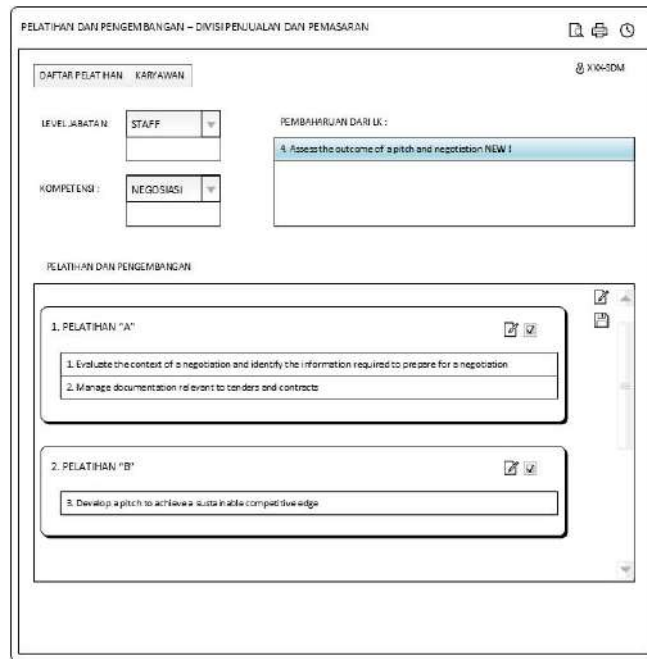 PELATIHAN DAN PENGEMBANGAN – DIVISI PENJUALAN DAN PEMASARAN
XXX-SDM
DAFTAR PELATIHAN KARYAWAN
LEVEL JABATAN
STAFF
PEMBAHARUAN DARI LK :
4. Assess the outcome of a pitch and negotiation NEW !
KOMPETENSI :
NEGOSIASI
PELATIHAN DAN PENGEMBANGAN
1. PELATIHAN "A"
1. Evaluate the context of a negotiation and identify the information required to prepare for a negotiation
2. Manage documentation relevant to tenders and contracts
2. PELATIHAN "B"
3. Develop a pitch to achieve a sustainable competitive edge